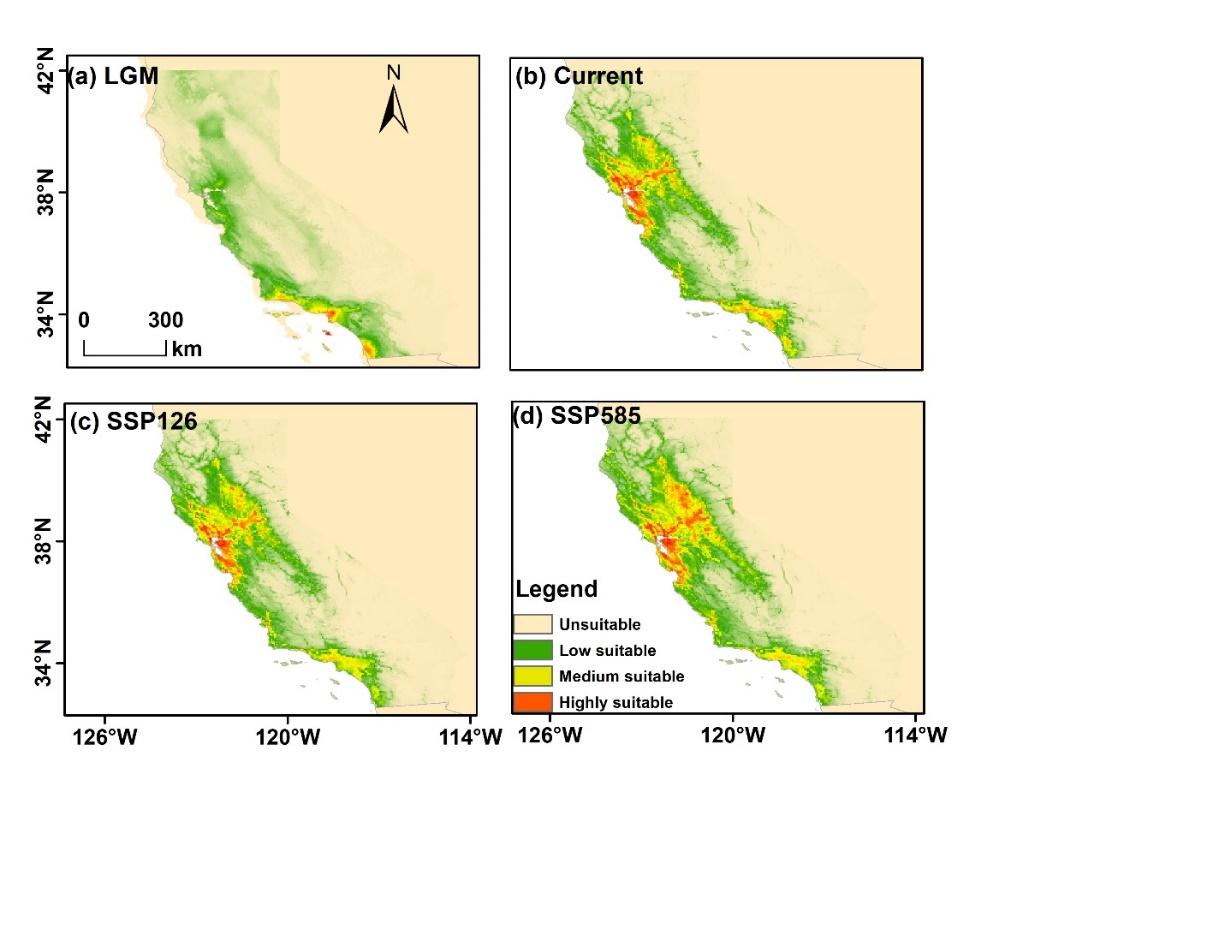 (a) LGM
N
42°N
38°N
34°N
0 300
km
(b) Current
(c) SSP126
42°N
38°N
34°N
126°W 120°W 114°W
(d) SSP585
Legend
Unsuitable
Low suitable
Medium suitable
Highly suitable
126°W 120°W 114°W